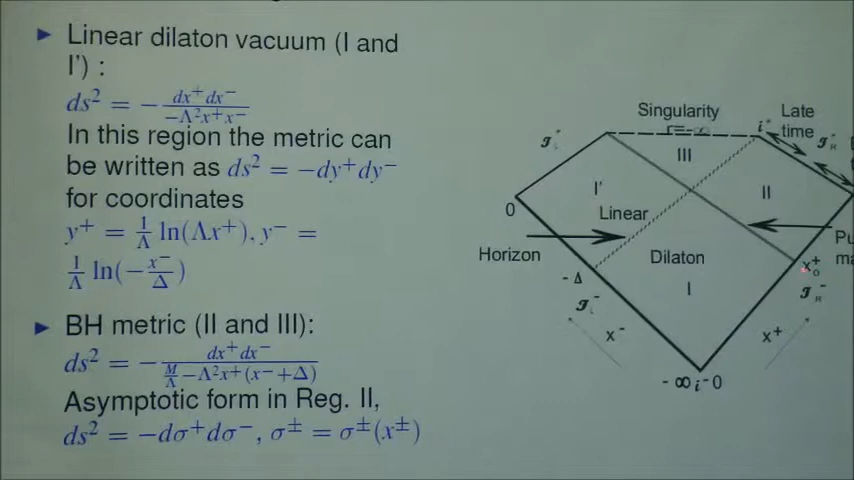 ► Linear dilaton vacuum (I and
I') :
ds² = − dx⁺dx⁻ / −Λ²x⁺x⁻
In this region the metric can
be written as ds² = −dy⁺dy⁻
for coordinates
y⁺ = 1/Λ ln(Λx⁺), y⁻ =
1/Λ ln(−x⁻/Δ)
► BH metric (II and III):
ds² = − dx⁺dx⁻ / M/Λ −Λ²x⁺(x⁻+Δ)
Asymptotic form in Reg. II,
ds² = −dσ⁺dσ⁻, σ± = σ±(x±)
Singularity
Late
time
III
I'
II
0
Linear
Horizon
Dilaton
I
- Δ
x₀⁺
x⁻
x⁺
- ∞ i⁻ 0